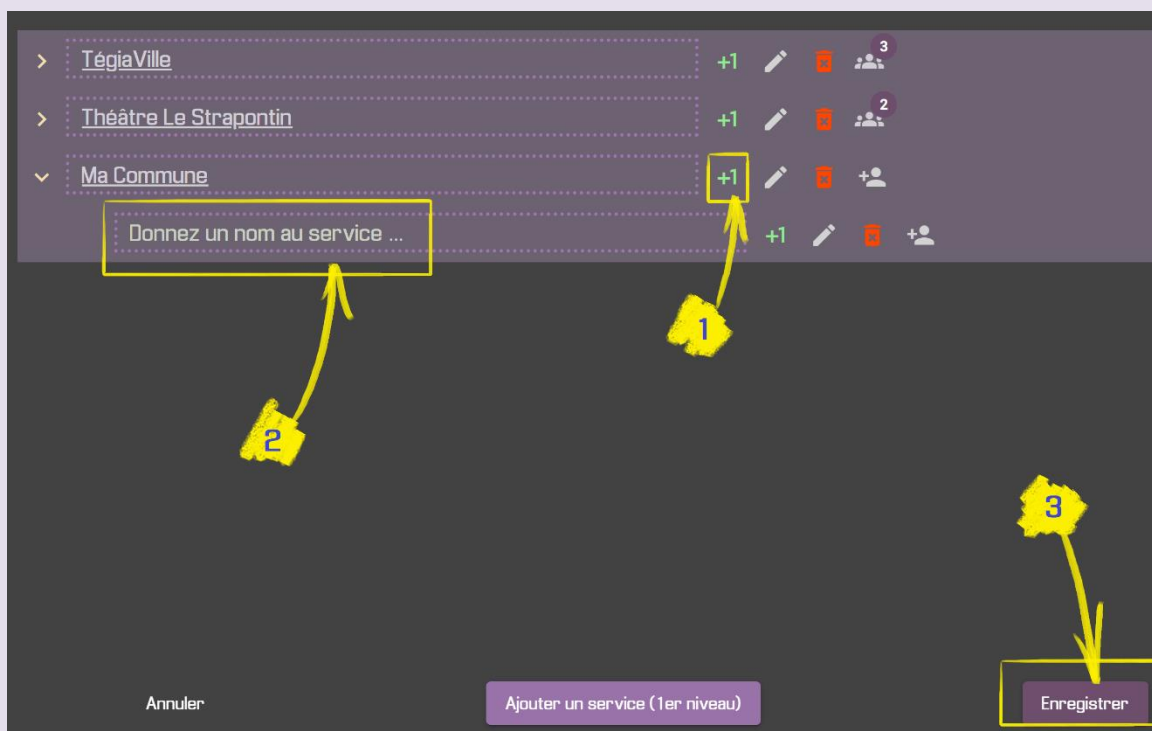 TégiaVille +1 3
Théâtre Le Strapontin +1 2
Ma Commune +1
Donnez un nom au service ... +1
1
2
3
Annuler Ajouter un service (1er niveau) Enregistrer